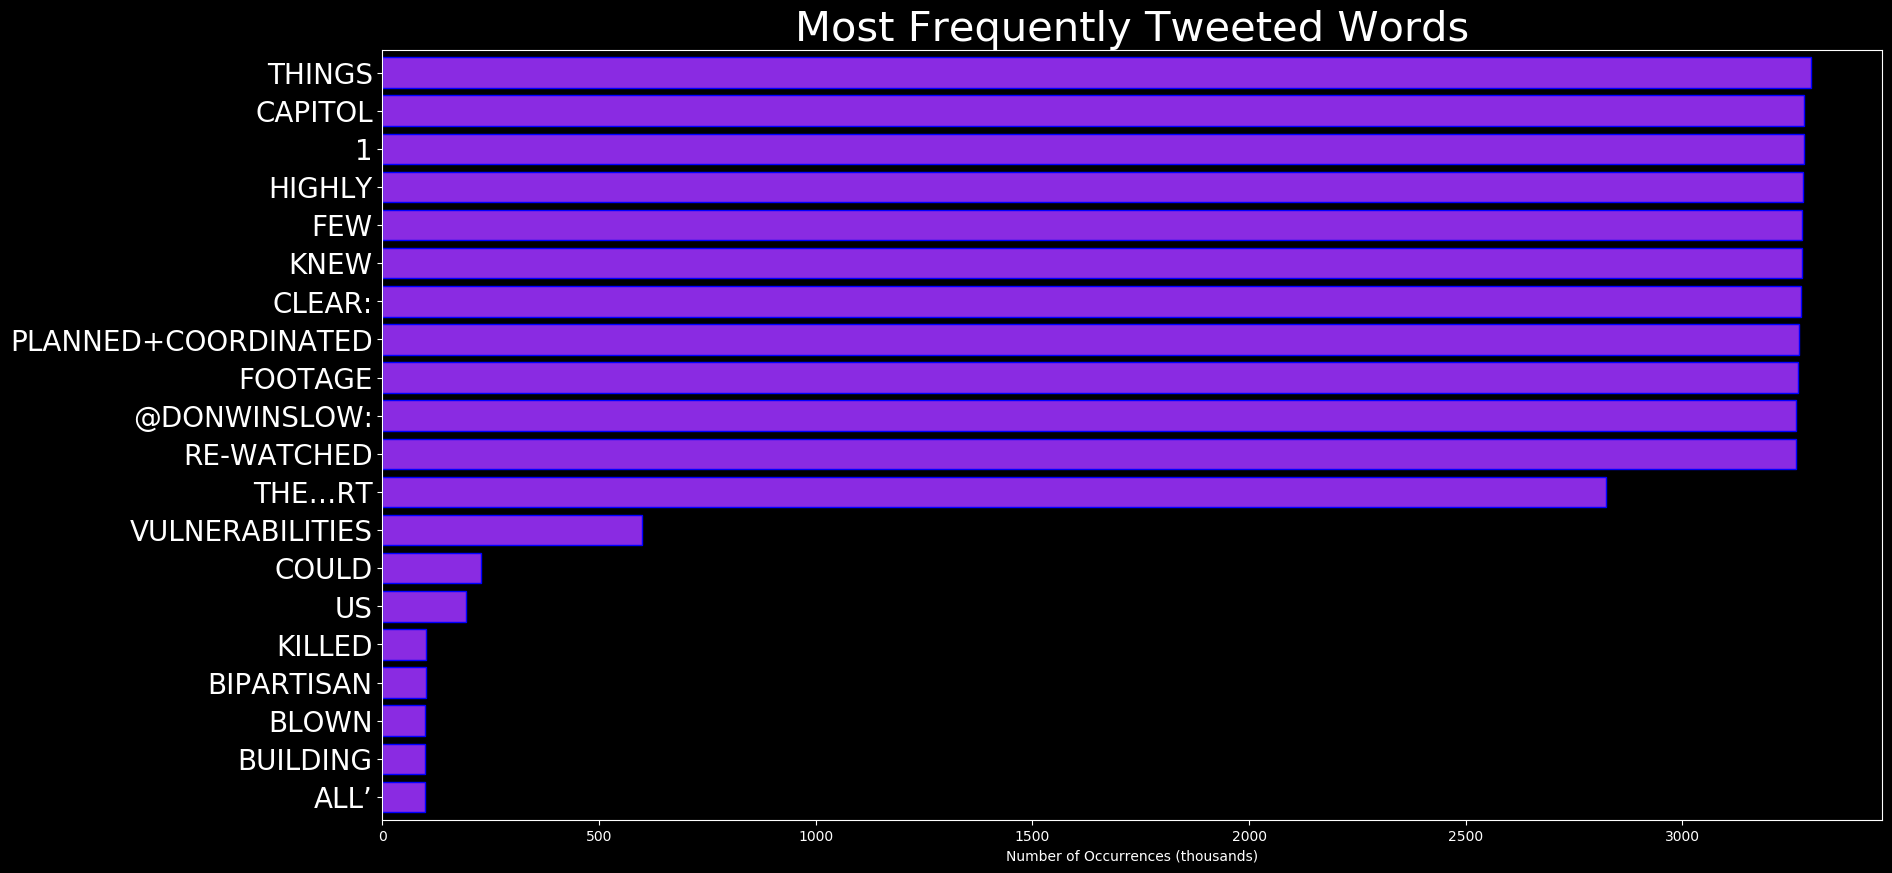 Most Frequently Tweeted Words
THINGS
CAPITOL
1
HIGHLY
FEW
KNEW
CLEAR:
PLANNED+COORDINATED
FOOTAGE
@DONWINSLOW:
RE-WATCHED
THE…RT
VULNERABILITIES
COULD
US
KILLED
BIPARTISAN
BLOWN
BUILDING
ALL’
0 500 1000 1500 2000 2500 3000
Number of Occurrences (thousands)